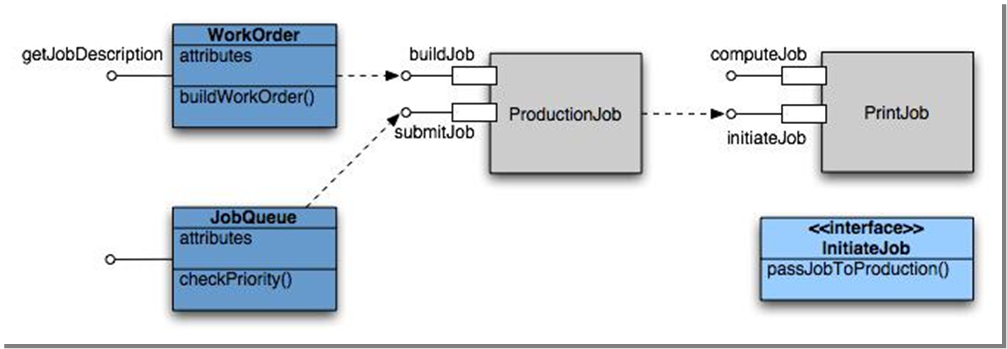 WorkOrder
getJobDescription
attributes
buildWorkOrder()
buildJob
submitJob
ProductionJob
computeJob
initiateJob
PrintJob
JobQueue
attributes
checkPriority()
<<interface>>
InitiateJob
passJobToProduction()